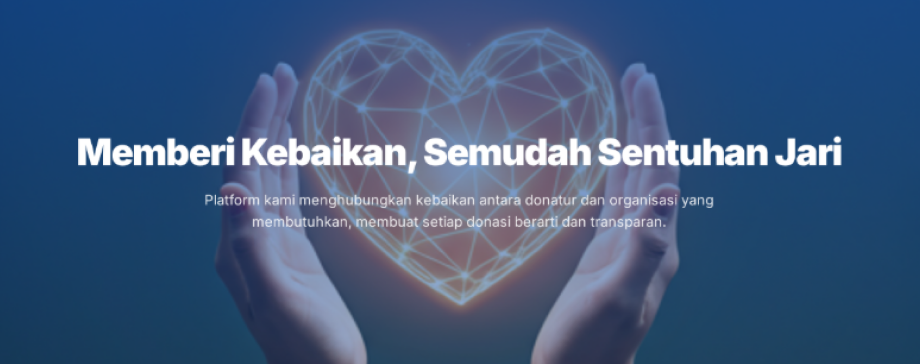 Memberi Kebaikan, Semudah Sentuhan Jari
Platform kami menghubungkan kebaikan antara donatur dan organisasi yang
membutuhkan, membuat setiap donasi berarti dan transparan.